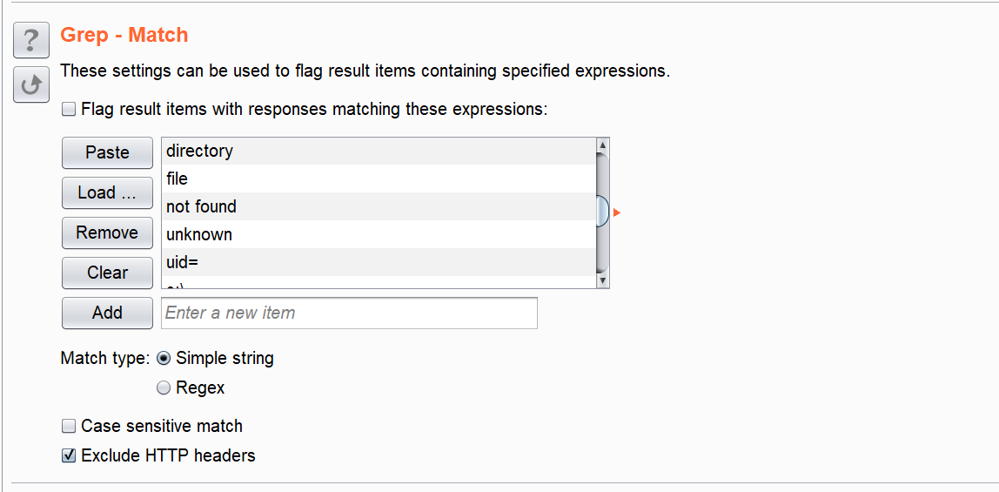 Grep - Match
These settings can be used to flag result items containing specified expressions.
Flag result items with responses matching these expressions:
Paste
directory
Load ...
file
not found
Remove
unknown
Clear
uid=
Add
Enter a new item
Match type:
Simple string
Regex
Case sensitive match
Exclude HTTP headers